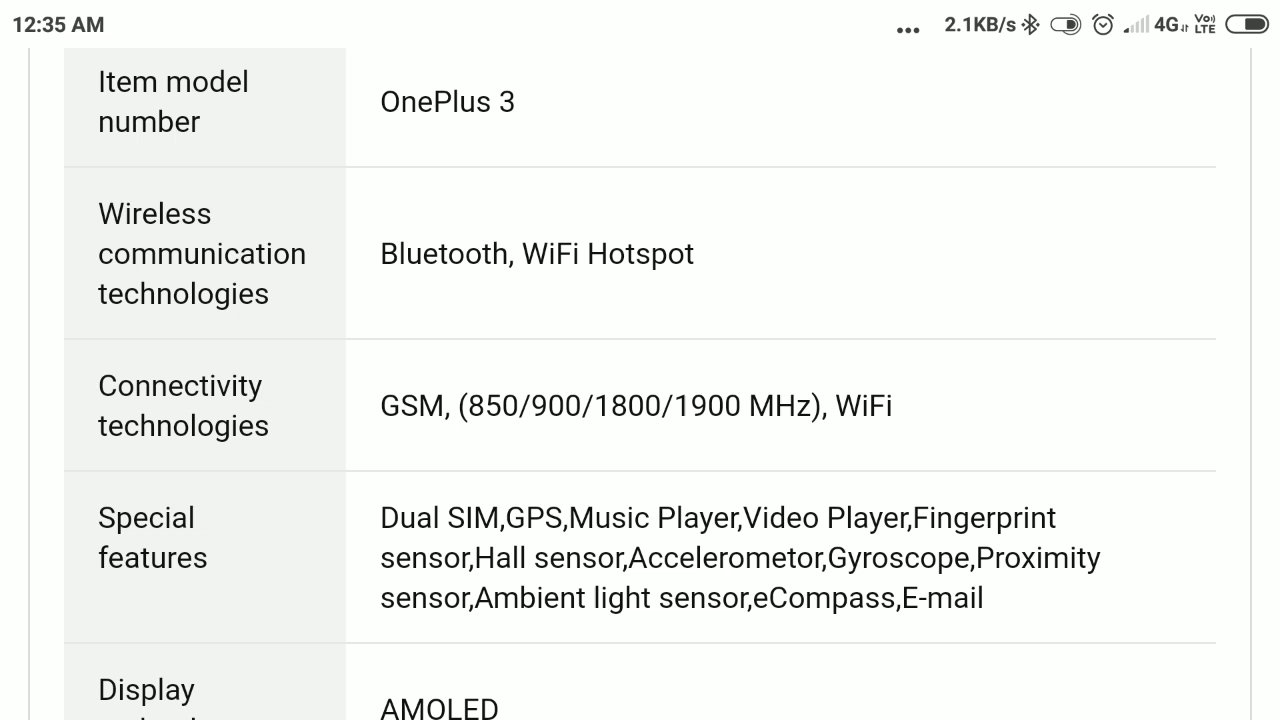 12:35 AM
... 2.1KB/s 4G Vo) LTE
Item model
number
OnePlus 3
Wireless
communication
technologies
Bluetooth, WiFi Hotspot
Connectivity
technologies
GSM, (850/900/1800/1900 MHz), WiFi
Special
features
Dual SIM,GPS,Music Player,Video Player,Fingerprint
sensor,Hall sensor,Accelerometor,Gyroscope,Proximity
sensor,Ambient light sensor,eCompass,E-mail
Display
AMOLED